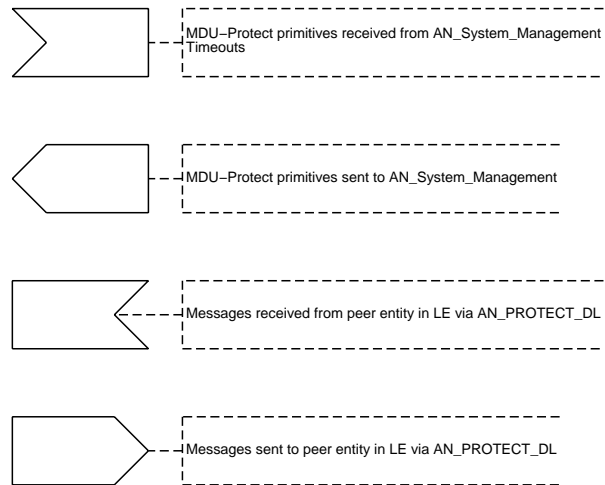 MDU–Protect primitives received from AN_System_Management
Timeouts
MDU–Protect primitives sent to AN_System_Management
Messages received from peer entity in LE via AN_PROTECT_DL
Messages sent to peer entity in LE via AN_PROTECT_DL